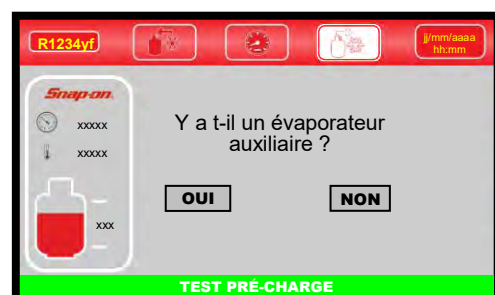 R1234yf
jj/mm/aaaa
hh:mm
Snap-on
xxxxx
xxxxx
xxx
Y a t-il un évaporateur
auxiliaire ?
OUI
NON
TEST PRÉ-CHARGE